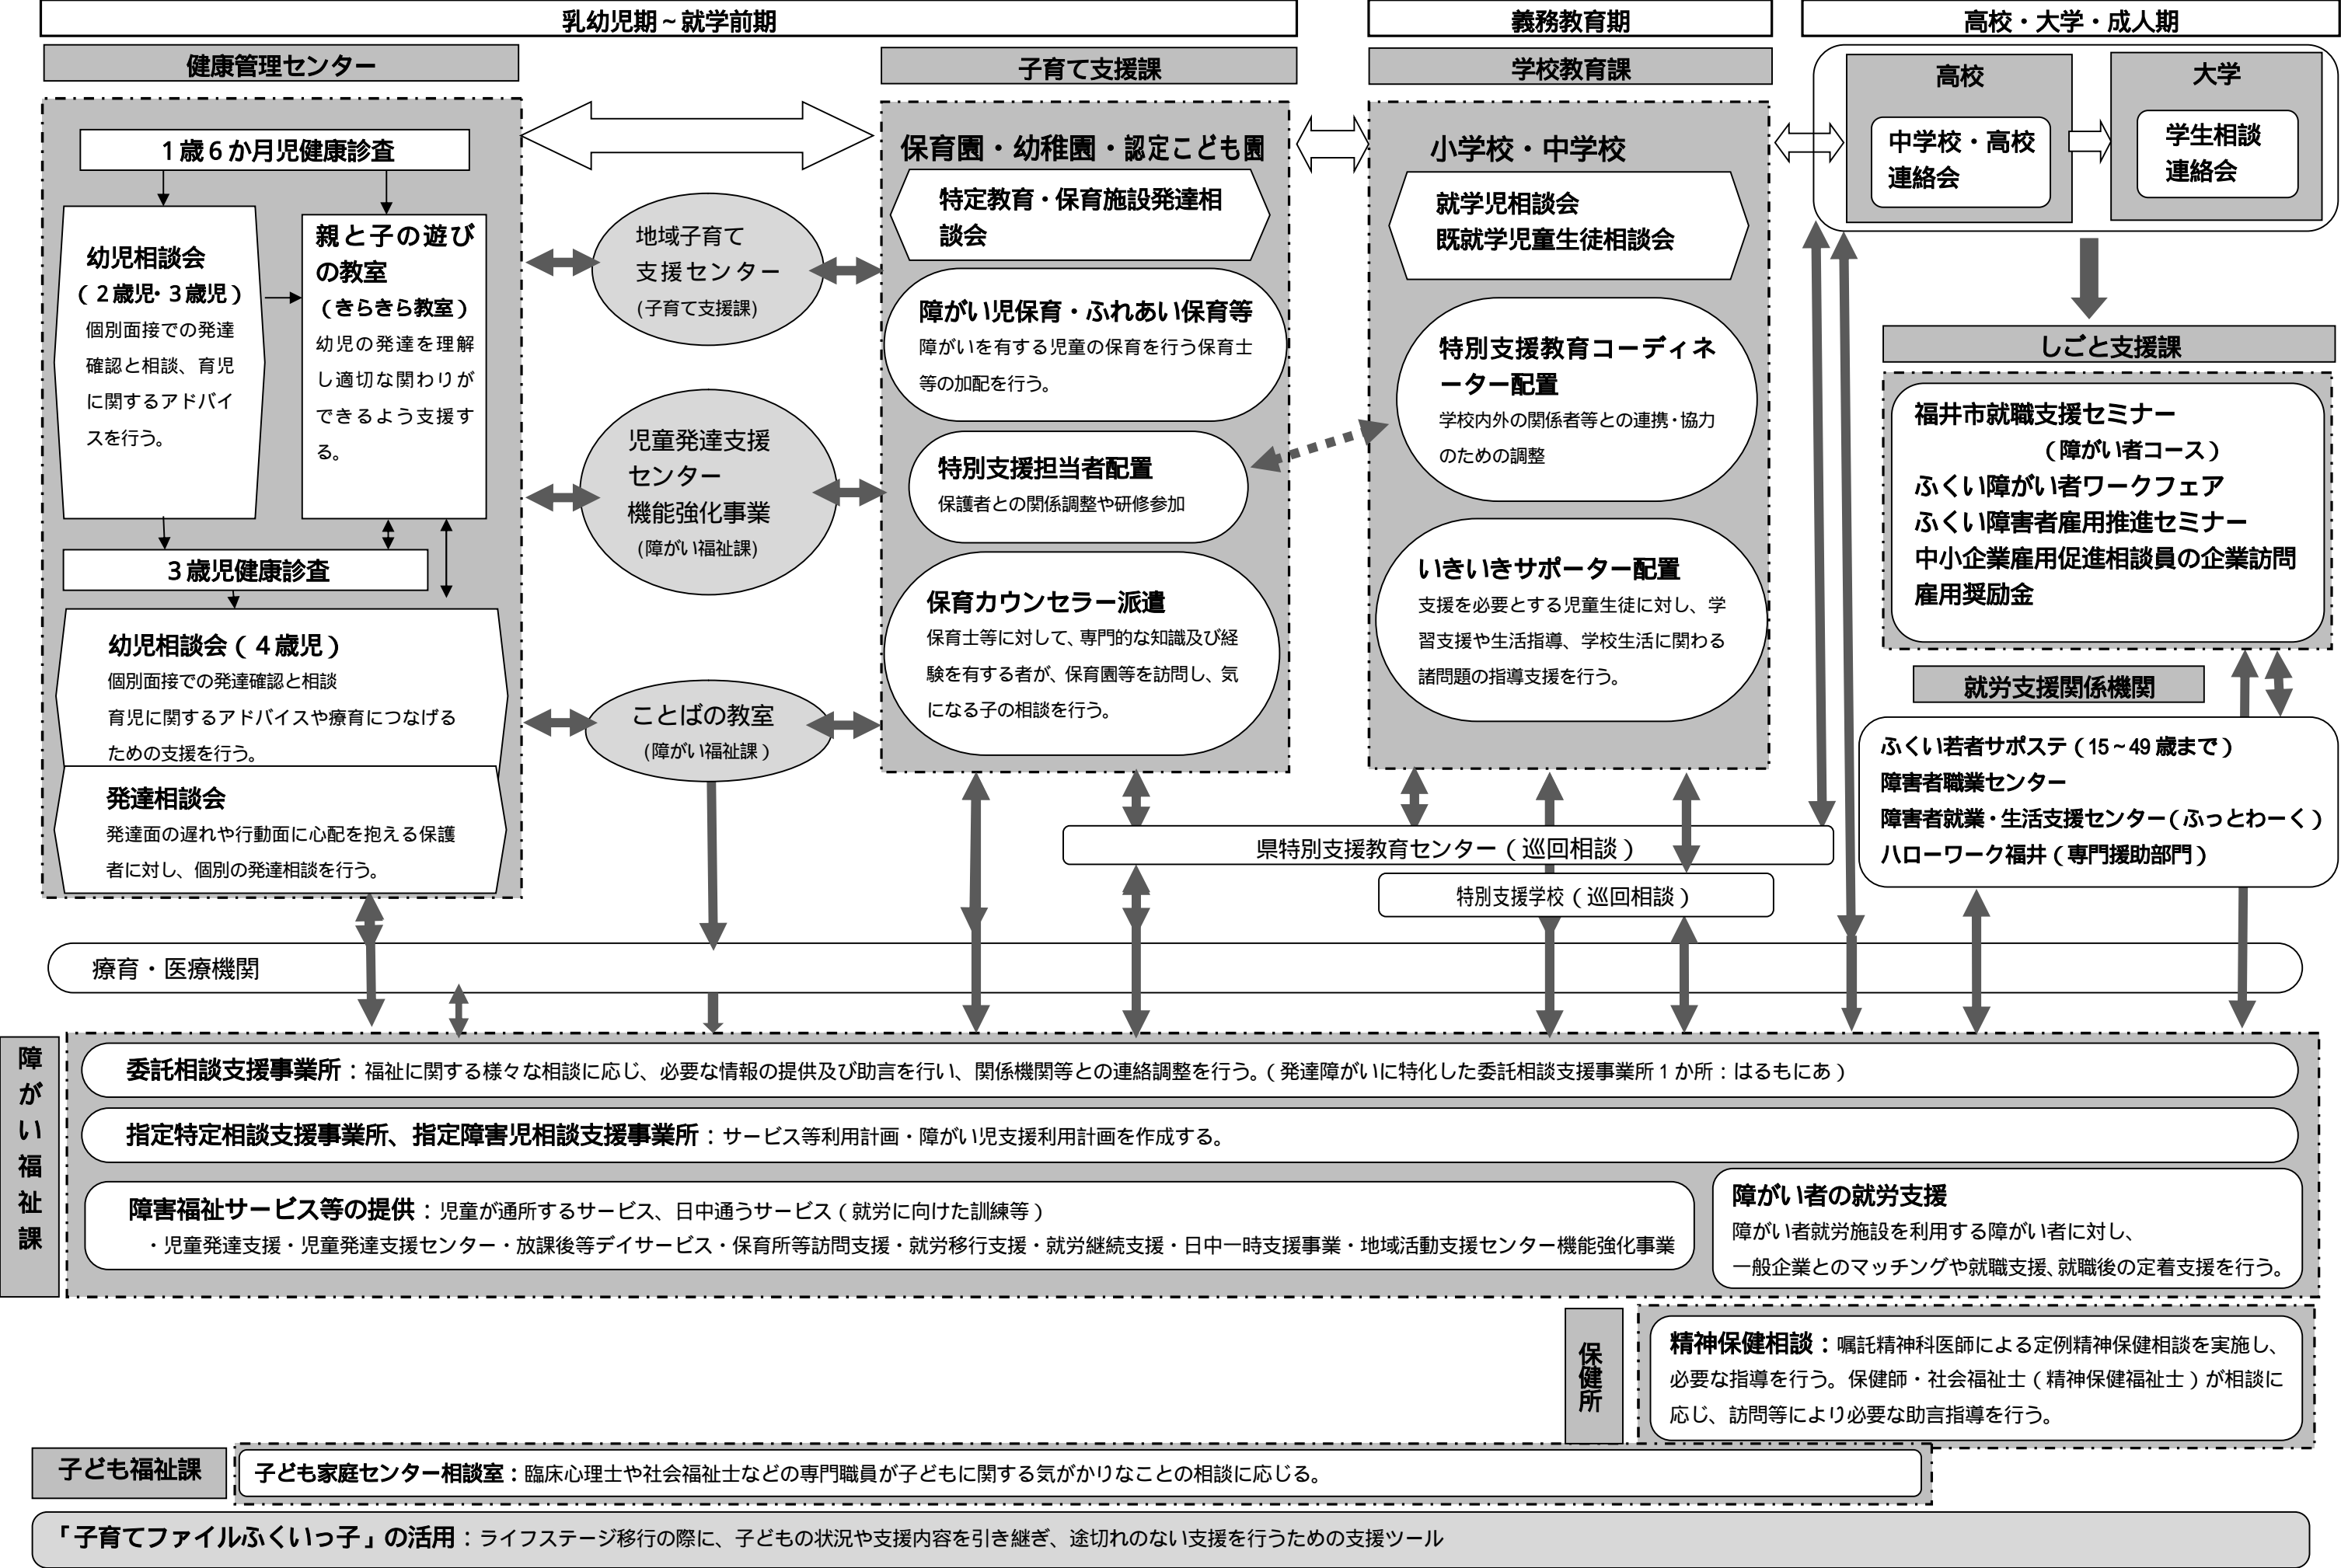 乳幼児期～就学前期
義務教育期
高校・大学・成人期
健康管理センター
1歳6か月児健康診査
幼児相談会
（2歳児・3歳児）
個別面接での発達
確認と相談、育児
に関するアドバイ
スを行う。
親と子の遊び
の教室
（きらきら教室）
幼児の発達を理解
し適切な関わりが
できるよう支援す
る。
3歳児健康診査
幼児相談会（4歳児）
個別面接での発達確認と相談
育児に関するアドバイスや療育につなげる
ための支援を行う。
発達相談会
発達面の遅れや行動面に心配を抱える保護
者に対し、個別の発達相談を行う。
地域子育て
支援センター
(子育て支援課)
児童発達支援
センター
機能強化事業
(障がい福祉課)
ことばの教室
（障がい福祉課）
子育て支援課
保育園・幼稚園・認定こども園
特定教育・保育施設発達相
談会
障がい児保育・ふれあい保育等
障がいを有する児童の保育を行う保育士
等の加配を行う。
特別支援担当者配置
保護者との関係調整や研修参加
保育カウンセラー派遣
保育士等に対して、専門的な知識及び経
験を有する者が、保育園等を訪問し、気
になる子の相談を行う。
学校教育課
小学校・中学校
就学児相談会
既就学児童生徒相談会
特別支援教育コーディネ
ーター配置
学校内外の関係者等との連携・協力
のための調整
いきいきサポーター配置
支援を必要とする児童生徒に対し、学
習支援や生活指導、学校生活に関わる
諸問題の指導支援を行う。
高校
中学校・高校
連絡会
大学
学生相談
連絡会
しごと支援課
福井市就職支援セミナー
（障がい者コース）
ふくい障がい者ワークフェア
ふくい障害者雇用推進セミナー
中小企業雇用促進相談員の企業訪問
雇用奨励金
就労支援関係機関
ふくい若者サポステ（15～49歳まで）
障害者職業センター
障害者就業・生活支援センター（ふっとわーく）
ハローワーク福井（専門援助部門）
県特別支援教育センター（巡回相談）
特別支援学校（巡回相談）
療育・医療機関
障がい福祉課
委託相談支援事業所：福祉に関する様々な相談に応じ、必要な情報の提供及び助言を行い、関係機関等との連絡調整を行う。（発達障がいに特化した委託相談支援事業所1か所：はるもにあ）
指定特定相談支援事業所、指定障害児相談支援事業所：サービス等利用計画・障がい児支援利用計画を作成する。
障害福祉サービス等の提供：児童が通所するサービス、日中通うサービス（就労に向けた訓練等）
・児童発達支援・児童発達支援センター・放課後等デイサービス・保育所等訪問支援・就労移行支援・就労継続支援・日中一時支援事業・地域活動支援センター機能強化事業
障がい者の就労支援
障がい者就労施設を利用する障がい者に対し、
一般企業とのマッチングや就職支援、就職後の定着支援を行う。
保健所
精神保健相談：嘱託精神科医師による定例精神保健相談を実施し、
必要な指導を行う。保健師・社会福祉士（精神保健福祉士）が相談に
応じ、訪問等により必要な助言指導を行う。
子ども福祉課
子ども家庭センター相談室：臨床心理士や社会福祉士などの専門職員が子どもに関する気がかりなことの相談に応じる。
「子育てファイルふくいっ子」の活用：ライフステージ移行の際に、子どもの状況や支援内容を引き継ぎ、途切れのない支援を行うための支援ツール